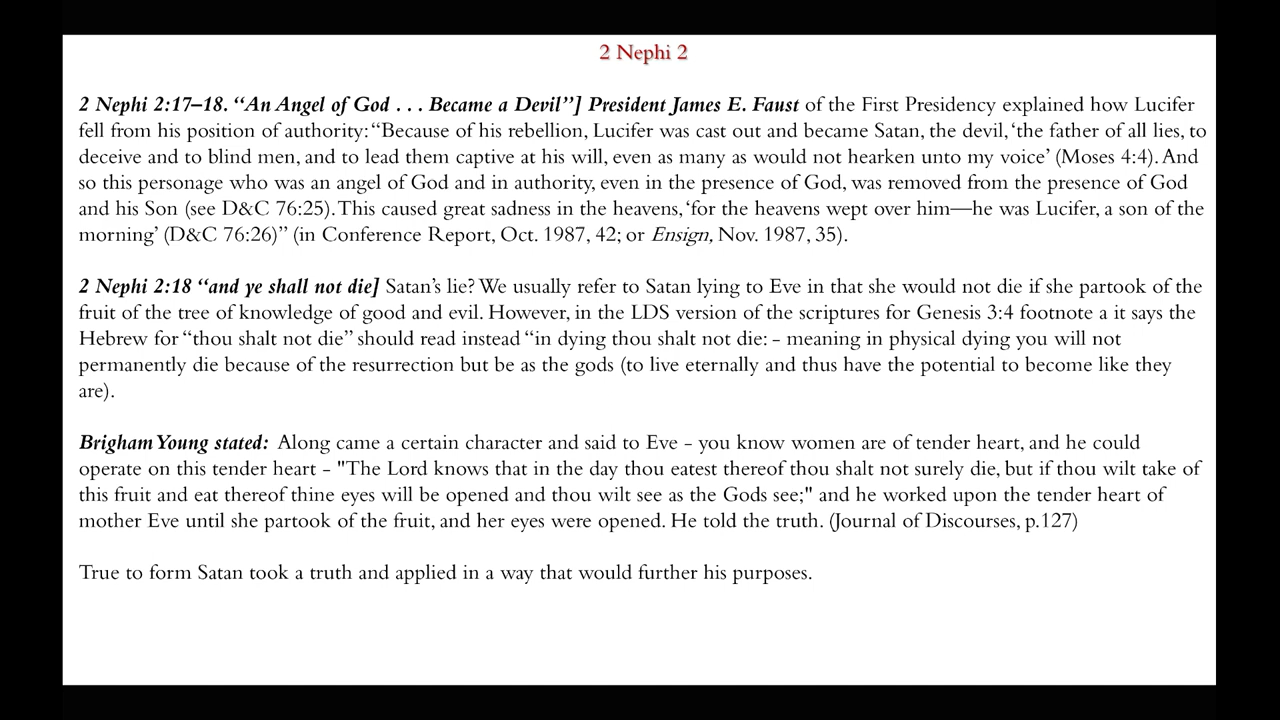 2 Nephi 2
2 Nephi 2:17–18. “An Angel of God . . . Became a Devil”] President James E. Faust of the First Presidency explained how Lucifer
fell from his position of authority: “Because of his rebellion, Lucifer was cast out and became Satan, the devil, ‘the father of all lies, to
deceive and to blind men, and to lead them captive at his will, even as many as would not hearken unto my voice’ (Moses 4:4). And
so this personage who was an angel of God and in authority, even in the presence of God, was removed from the presence of God
and his Son (see D&C 76:25). This caused great sadness in the heavens, ‘for the heavens wept over him—he was Lucifer, a son of the
morning’ (D&C 76:26)” (in Conference Report, Oct. 1987, 42; or Ensign, Nov. 1987, 35).
2 Nephi 2:18 “and ye shall not die] Satan’s lie? We usually refer to Satan lying to Eve in that she would not die if she partook of the
fruit of the tree of knowledge of good and evil. However, in the LDS version of the scriptures for Genesis 3:4 footnote a it says the
Hebrew for “thou shalt not die” should read instead “in dying thou shalt not die: - meaning in physical dying you will not
permanently die because of the resurrection but be as the gods (to live eternally and thus have the potential to become like they
are).
Brigham Young stated: Along came a certain character and said to Eve - you know women are of tender heart, and he could
operate on this tender heart - "The Lord knows that in the day thou eatest thereof thou shalt not surely die, but if thou wilt take of
this fruit and eat thereof thine eyes will be opened and thou wilt see as the Gods see;" and he worked upon the tender heart of
mother Eve until she partook of the fruit, and her eyes were opened. He told the truth. (Journal of Discourses, p.127)
True to form Satan took a truth and applied in a way that would further his purposes.